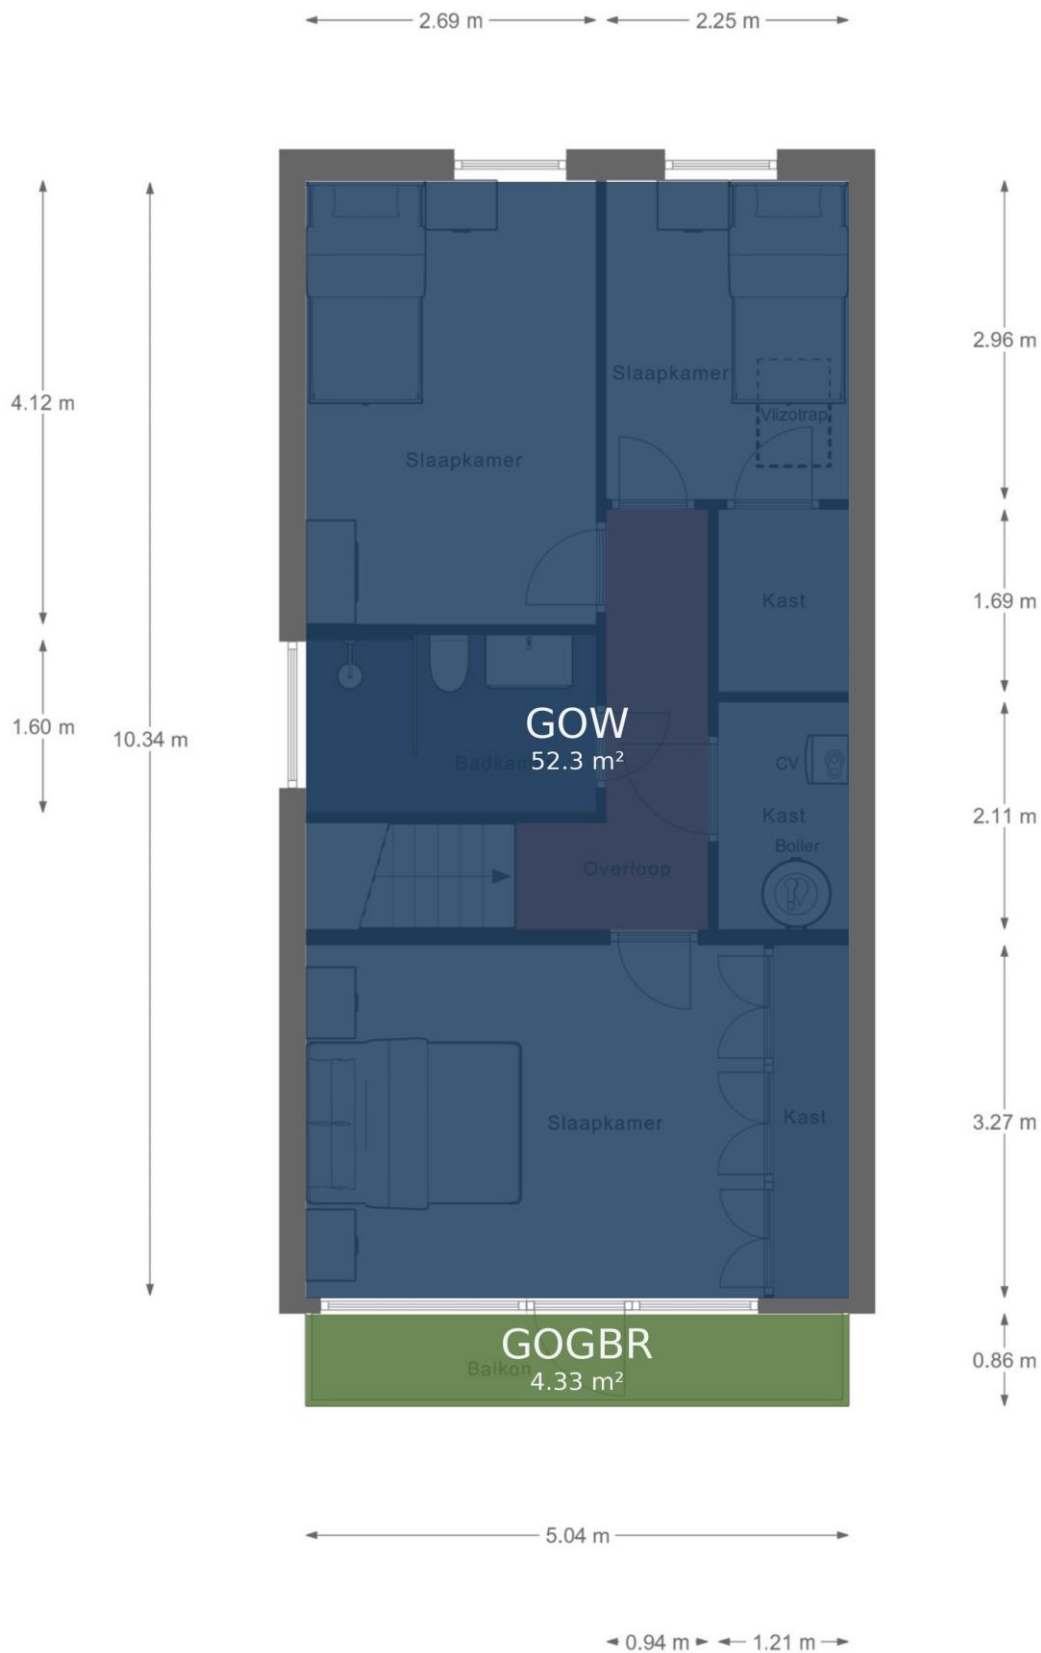 2.69 m
2.25 m
2.96 m
Slaapkamer
Vlizotrap
4.12 m
Slaapkamer
Kast
1.69 m
GOW
52.3 m²
1.60 m
10.34 m
CV
Kast
2.11 m
Boiler
Overloop
Slaapkamer
Kast
3.27 m
GOGBR
Balkon
4.33 m²
0.86 m
5.04 m
0.94 m
1.21 m